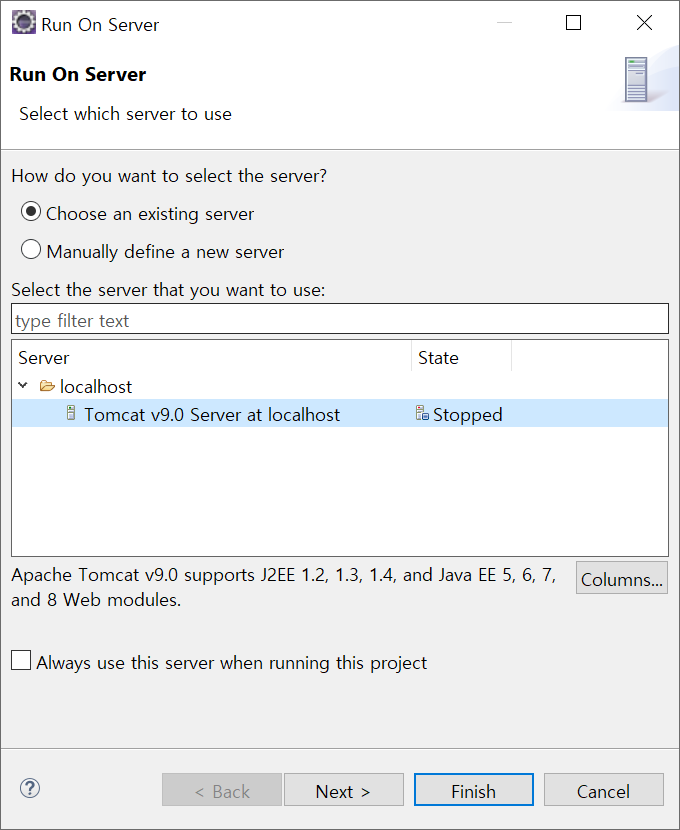 Run On Server
Run On Server
Select which server to use
How do you want to select the server?
Choose an existing server
Manually define a new server
Select the server that you want to use:
type filter text
Server State
localhost
Tomcat v9.0 Server at localhost Stopped
Apache Tomcat v9.0 supports J2EE 1.2, 1.3, 1.4, and Java EE 5, 6, 7,
and 8 Web modules.
Columns...
Always use this server when running this project
? < Back Next > Finish Cancel